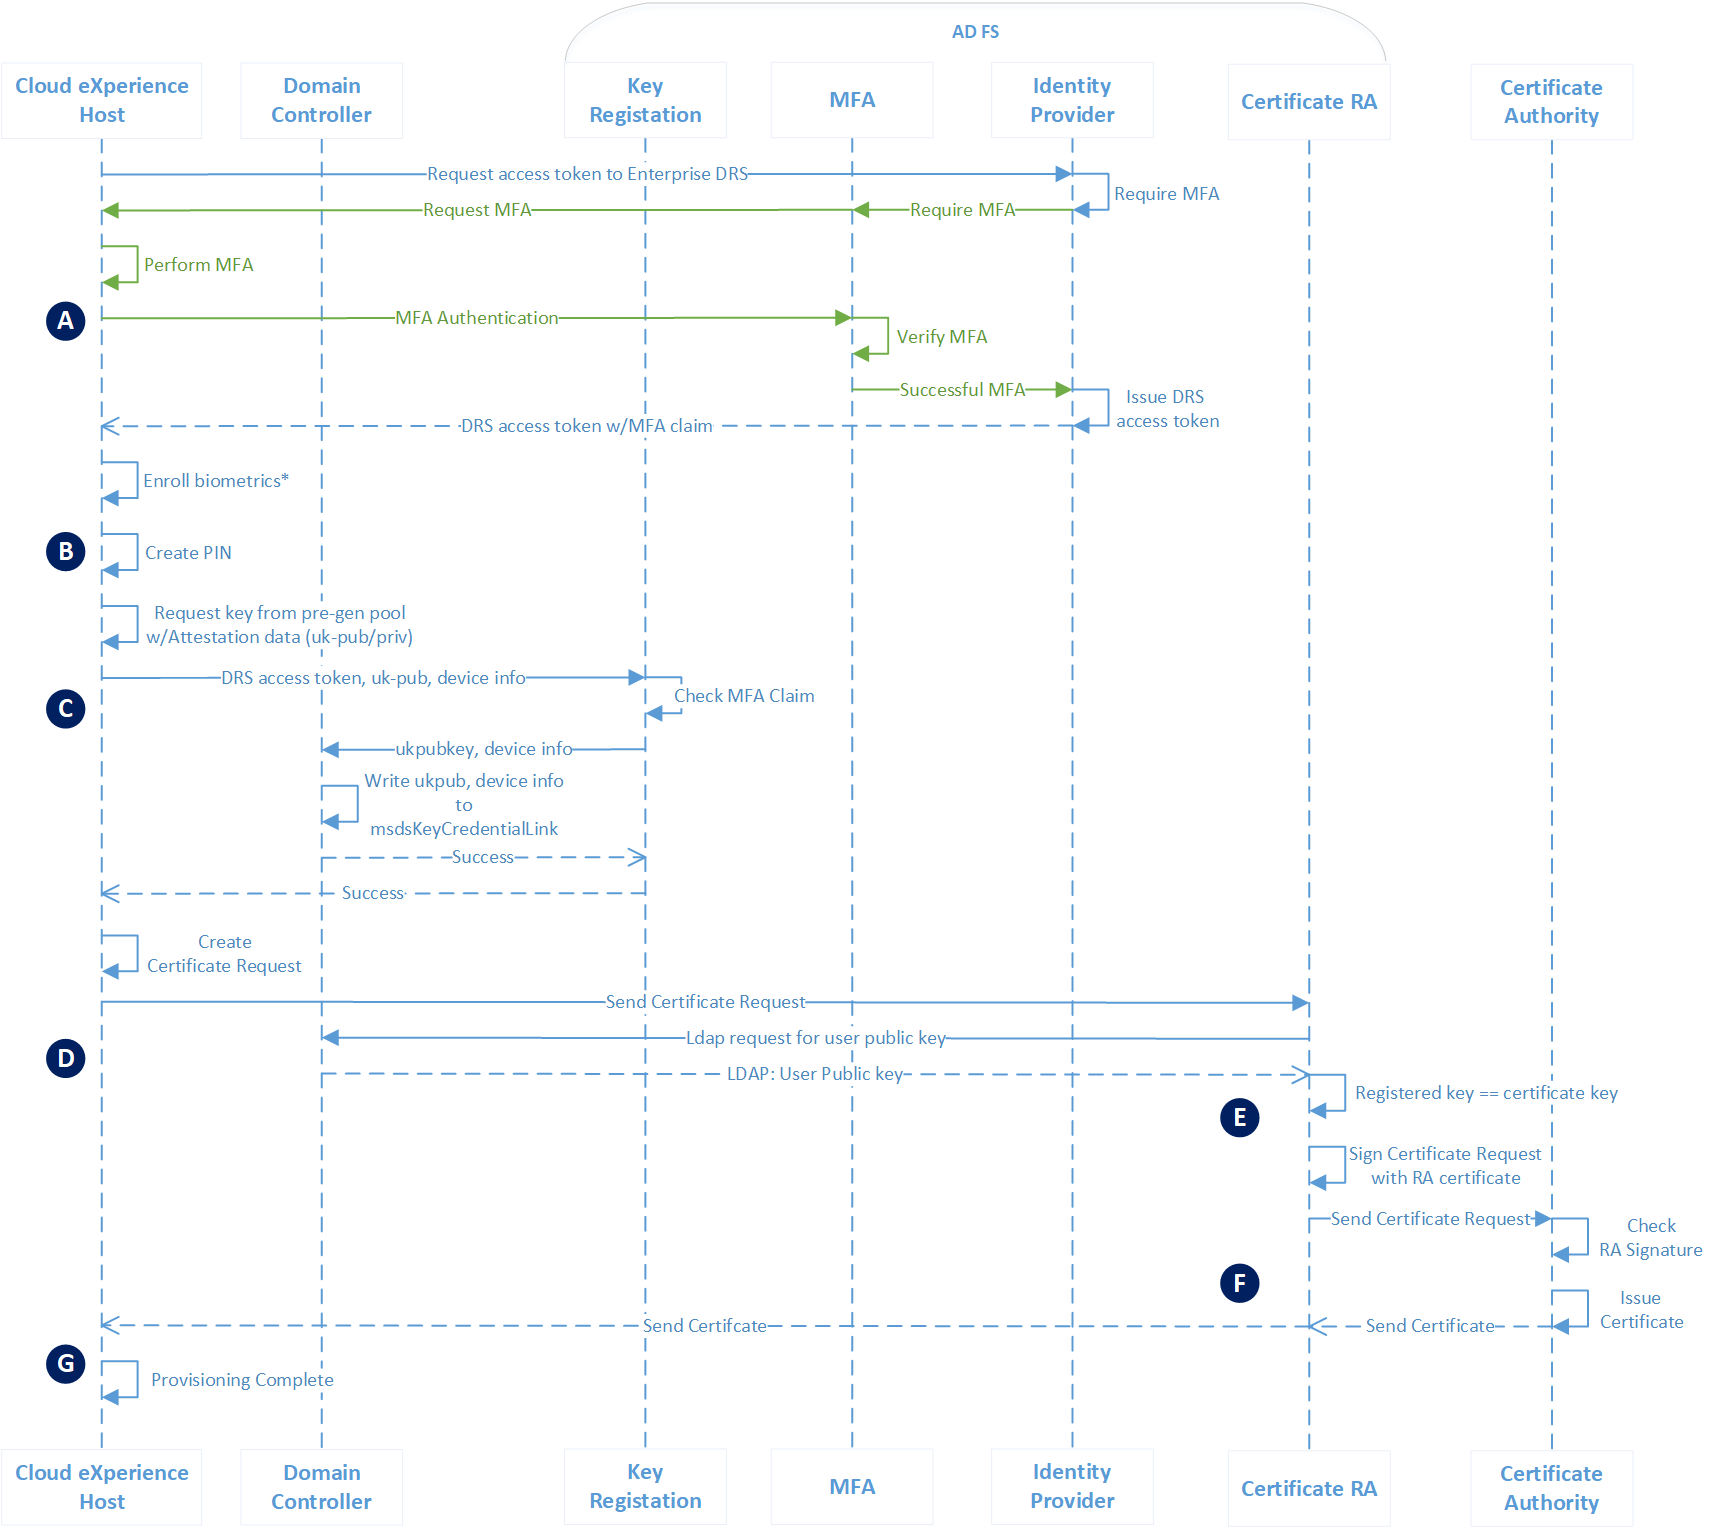 AD FS
Cloud eXperience
Host
Domain
Controller
Key
Registation
MFA
Identity
Provider
Certificate RA
Certificate
Authority
Request access token to Enterprise DRS
Require MFA
Request MFA
Require MFA
Perform MFA
A
MFA Authentication
Verify MFA
Successful MFA
Issue DRS
access token
DRS access token w/MFA claim
Enroll biometrics*
B
Create PIN
Request key from pre-gen pool
w/Attestation data (uk-pub/priv)
DRS access token, uk-pub, device info
C
Check MFA Claim
ukpubkey, device info
Write ukpub, device info
to
msdsKeyCredentialLink
Success
Success
Create
Certificate Request
Send Certificate Request
Ldap request for user public key
D
LDAP: User Public key
Registered key == certificate key
E
Sign Certificate Request
with RA certificate
Send Certificate Request
Check
RA Signature
F
Issue
Certificate
Send Certifcate
Send Certificate
G
Provisioning Complete
Cloud eXperience
Host
Domain
Controller
Key
Registation
MFA
Identity
Provider
Certificate RA
Certificate
Authority